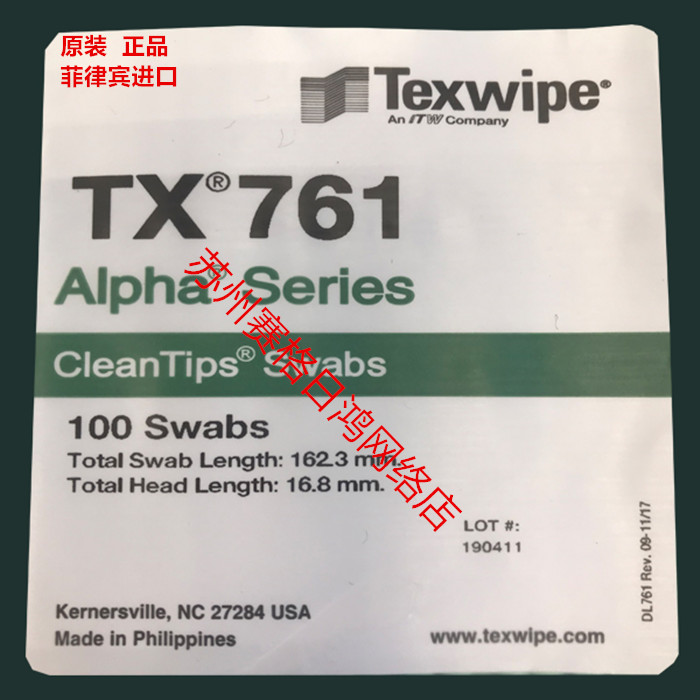 原装 正品
菲律宾进口
Texwipe®
An ITW Company
TX® 761
Alpha® Series
CleanTips® Swabs
苏州赛格日鸿网络店
100 Swabs
Total Swab Length: 162.3 mm.
Total Head Length: 16.8 mm.
LOT #:
190411
DL761 Rev. 09-11/17
Kernersville, NC 27284 USA
Made in Philippines
www.texwipe.com